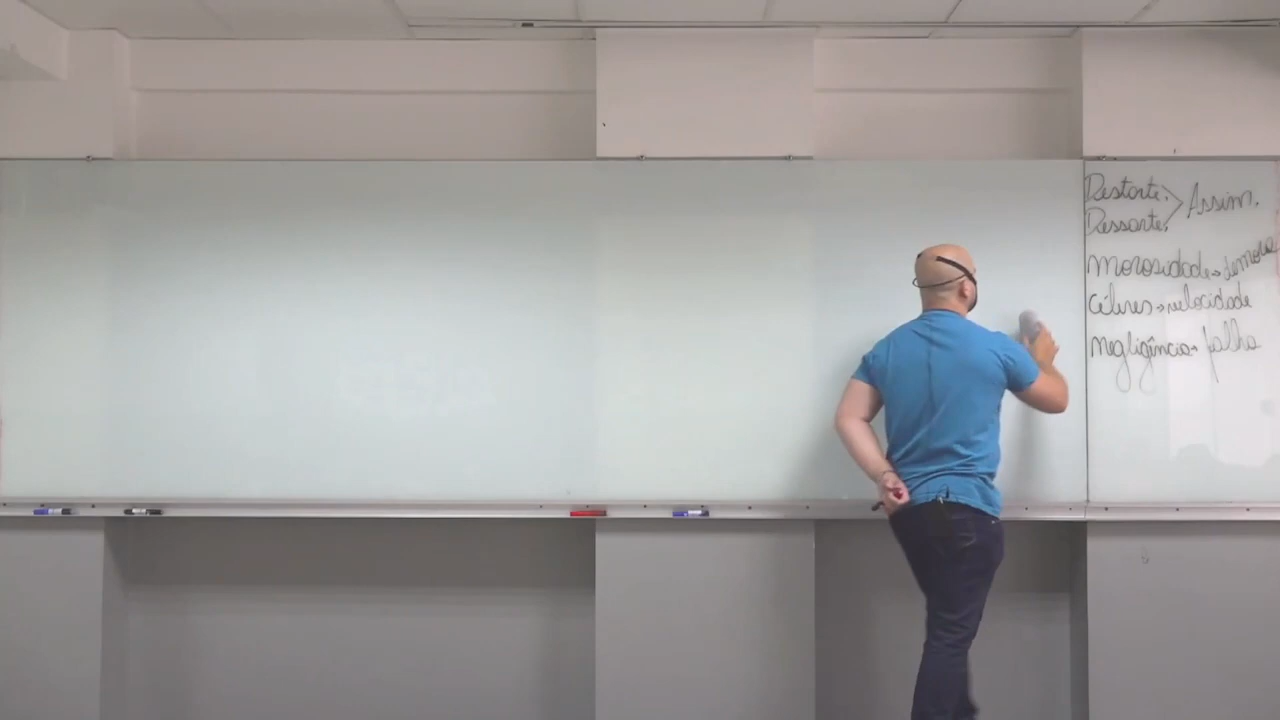 Destarte, > Assim,
Dessarte,
Morosidade → demora
Céleres → velocidade
Negligência → falha